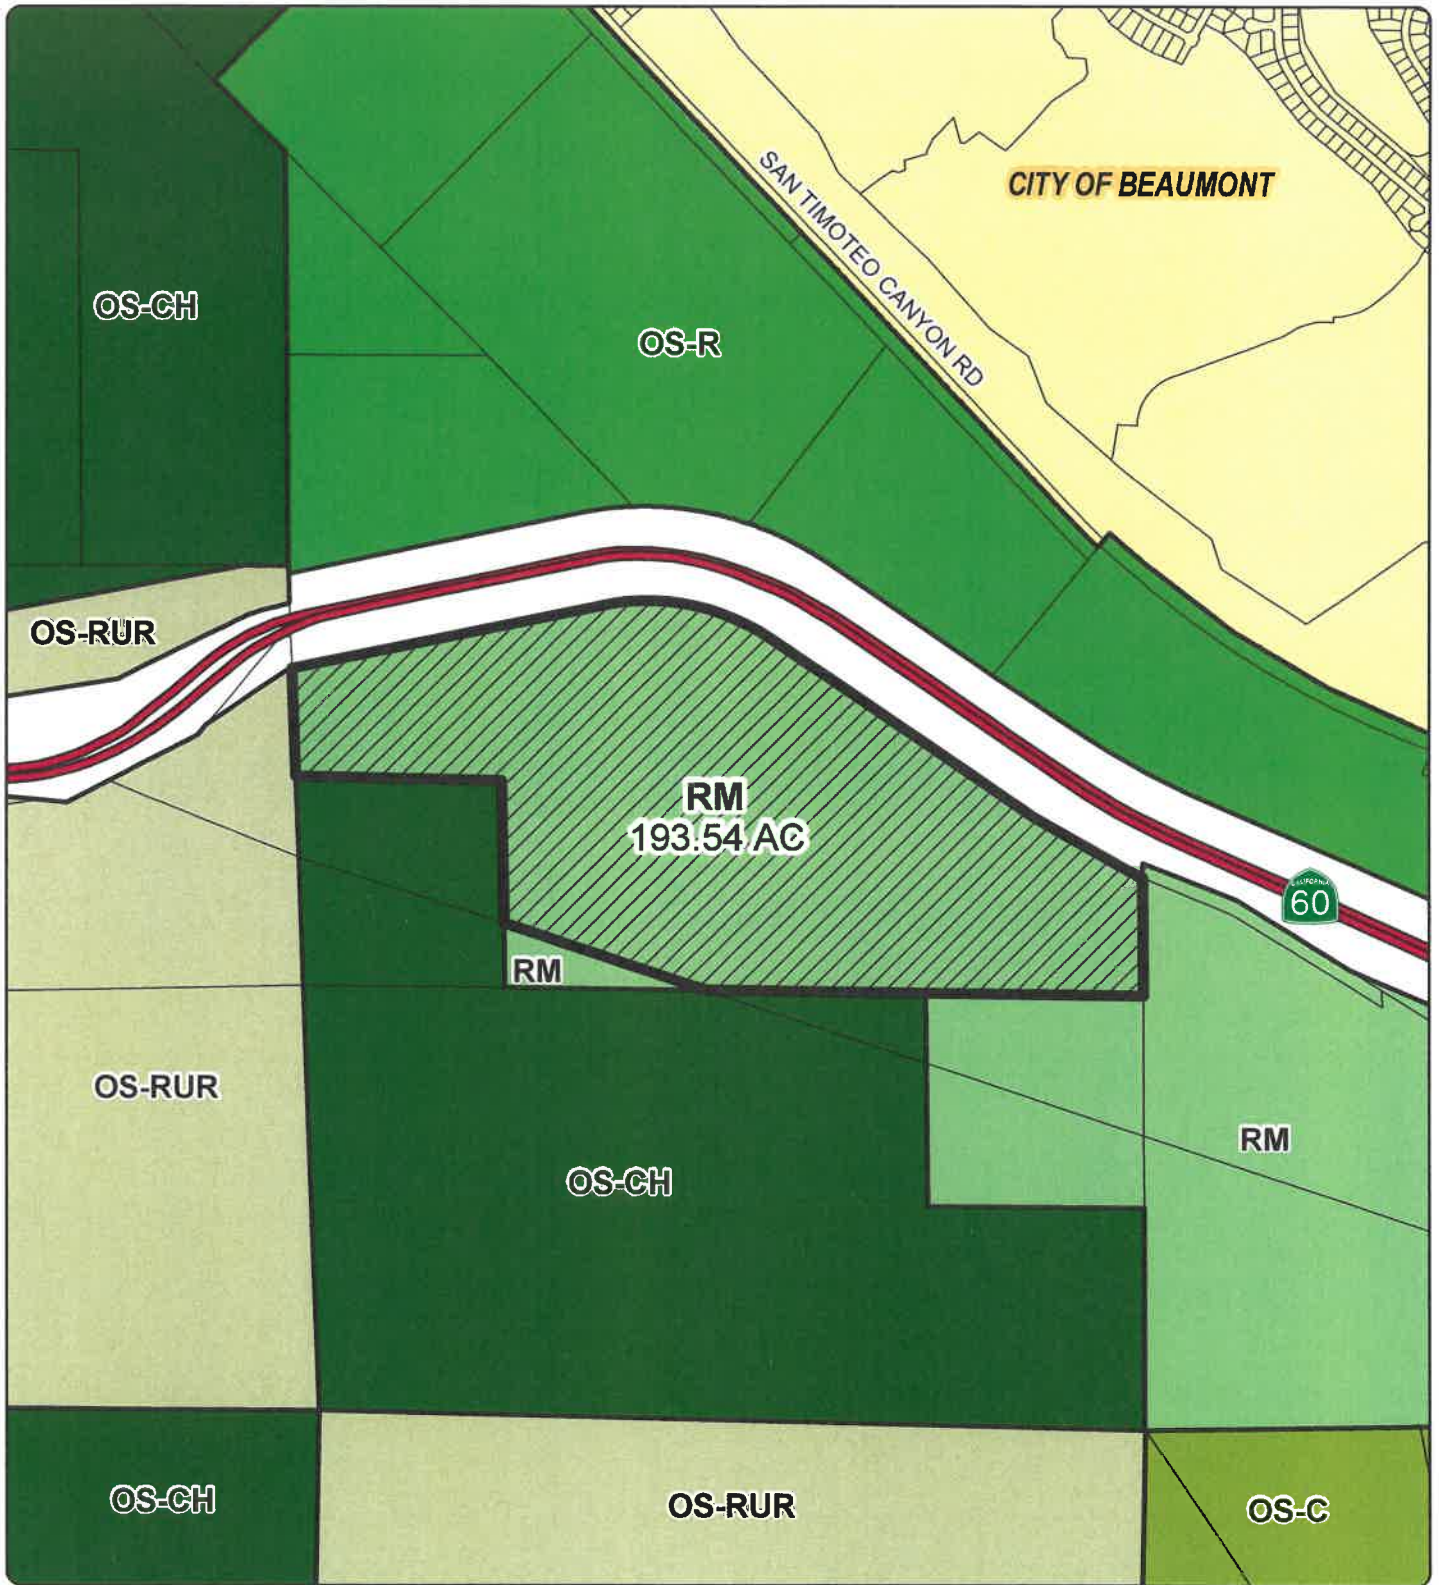 CITY OF BEAUMONT
SAN TIMOTEO CANYON RD
OS-CH
OS-R
OS-RUR
RM
193.54 AC
CALIFORNIA
60
RM
OS-RUR
RM
OS-CH
OS-CH
OS-RUR
OS-C